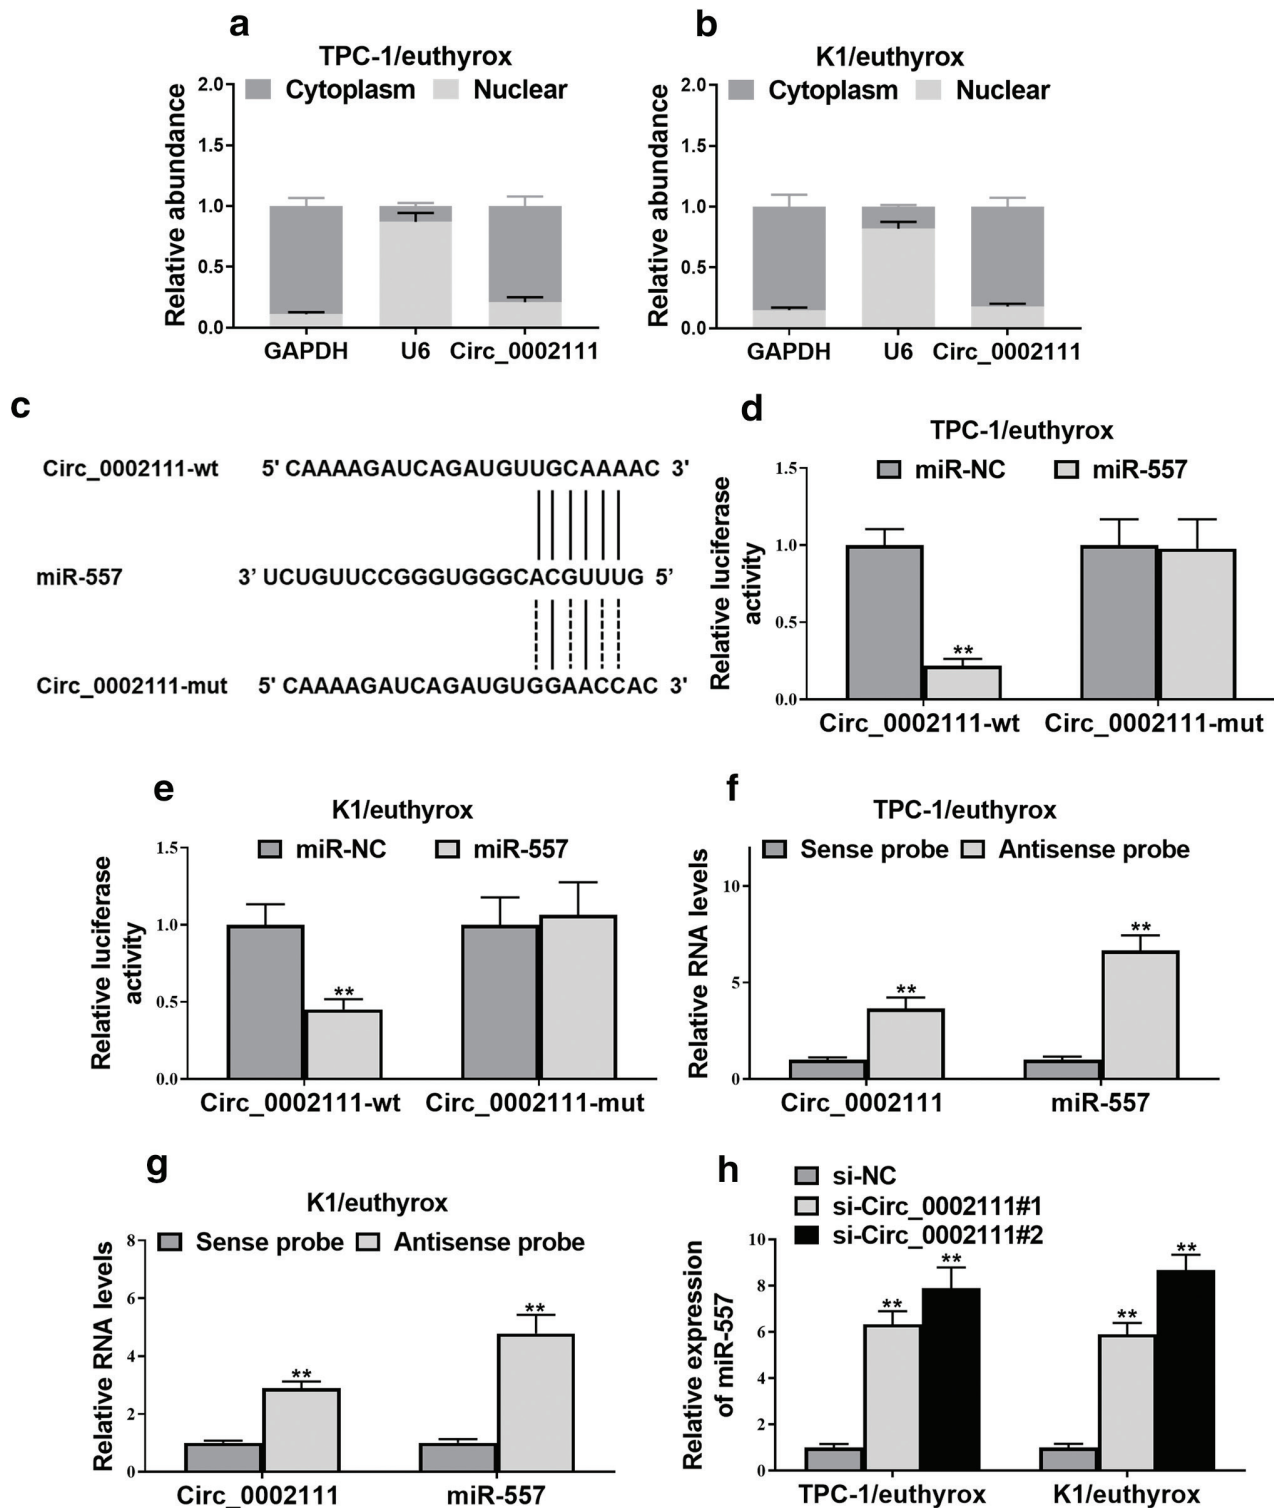 a
TPC-1/euthyrox
Cytoplasm Nuclear
Relative abundance
2.0
1.5
1.0
0.5
0.0
GAPDH U6 Circ_0002111
b
K1/euthyrox
Cytoplasm Nuclear
Relative abundance
2.0
1.5
1.0
0.5
0.0
GAPDH U6 Circ_0002111
c
Circ_0002111-wt 5' CAAAAGAUCAGAUGUUGCAAAAC 3'
miR-557 3’ UCUGUUCCGGGUGGGCACGUUUG 5’
Circ_0002111-mut 5' CAAAAGAUCAGAUGUGGAACCAC 3'
d
TPC-1/euthyrox
miR-NC miR-557
Relative luciferase
activity
1.5
1.0
0.5
0.0
**
Circ_0002111-wt Circ_0002111-mut
e
K1/euthyrox
miR-NC miR-557
Relative luciferase
activity
1.5
1.0
0.5
0.0
**
Circ_0002111-wt Circ_0002111-mut
f
TPC-1/euthyrox
Sense probe Antisense probe
Relative RNA levels
10
5
0
** **
Circ_0002111 miR-557
g
K1/euthyrox
Sense probe Antisense probe
Relative RNA levels
8
6
4
2
0
** **
Circ_0002111 miR-557
h
si-NC
si-Circ_0002111#1
si-Circ_0002111#2
Relative expression
of miR-557
10
8
6
4
2
0
** ** ** **
TPC-1/euthyrox K1/euthyrox